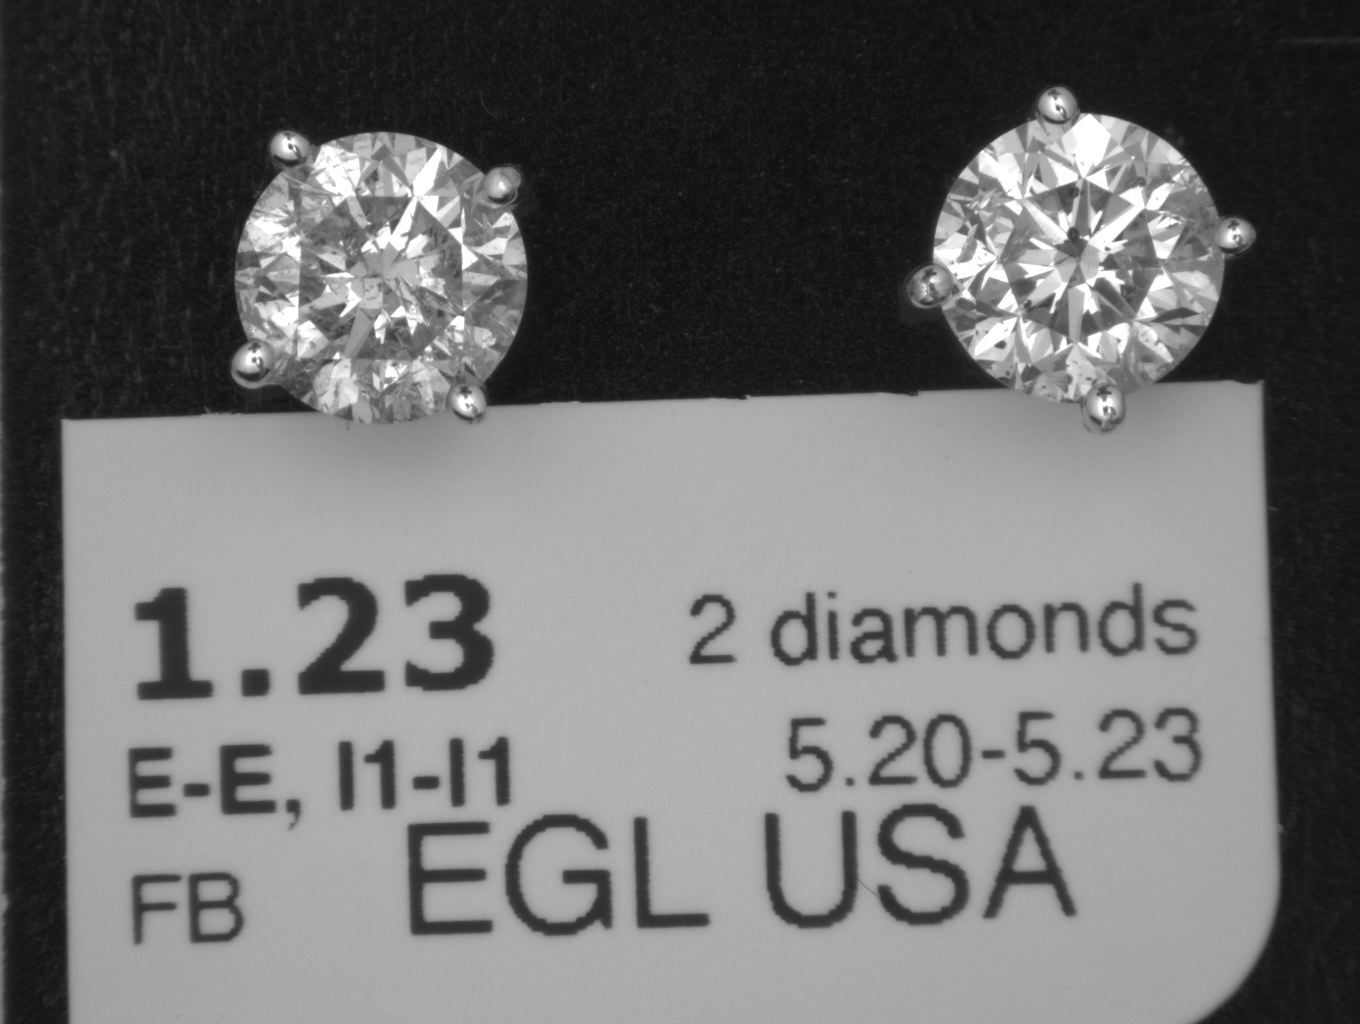 1.23 2 diamonds
E-E, I1-I1 5.20-5.23
FB EGL USA